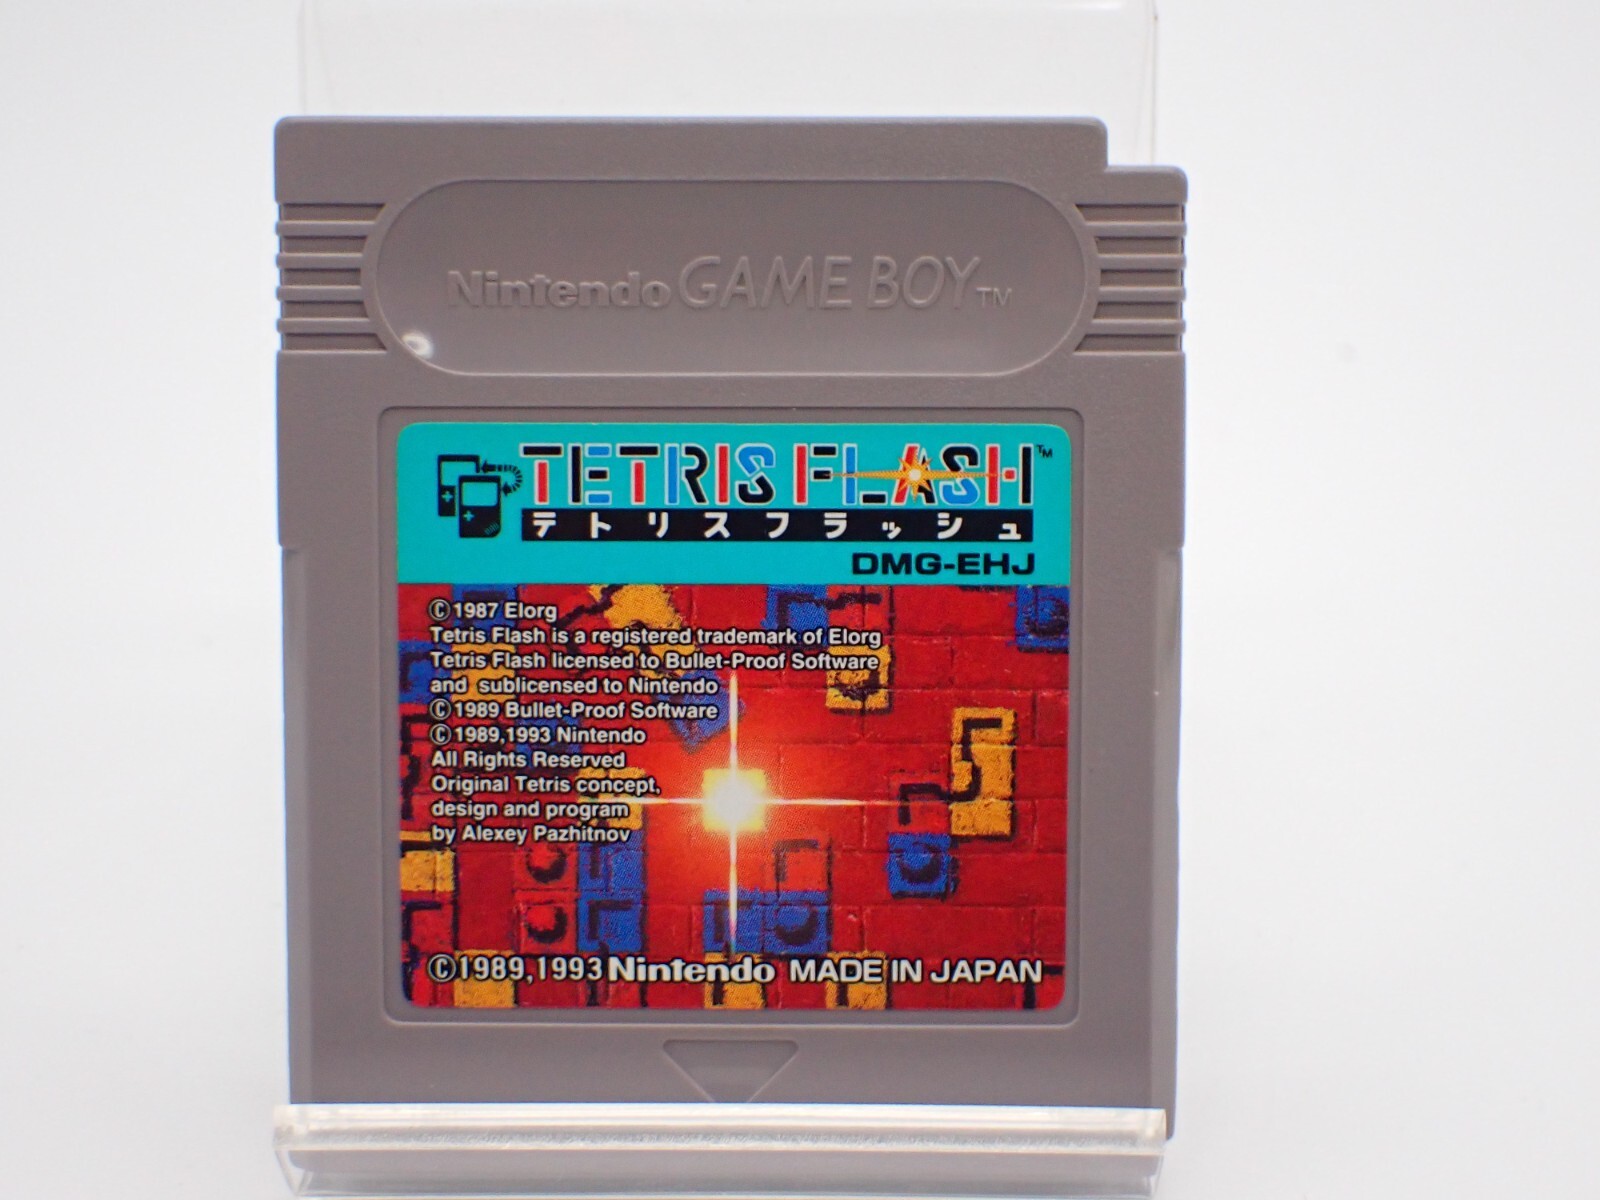 Nintendo GAME BOY™
TETRIS FLASH™
テトリスフラッシュ
DMG-EHJ
©1987 Elorg
Tetris Flash is a registered trademark of Elorg
Tetris Flash licensed to Bullet-Proof Software
and sublicensed to Nintendo
©1989 Bullet-Proof Software
©1989,1993 Nintendo
All Rights Reserved
Original Tetris concept,
design and program
by Alexey Pazhitnov
©1989,1993 Nintendo MADE IN JAPAN